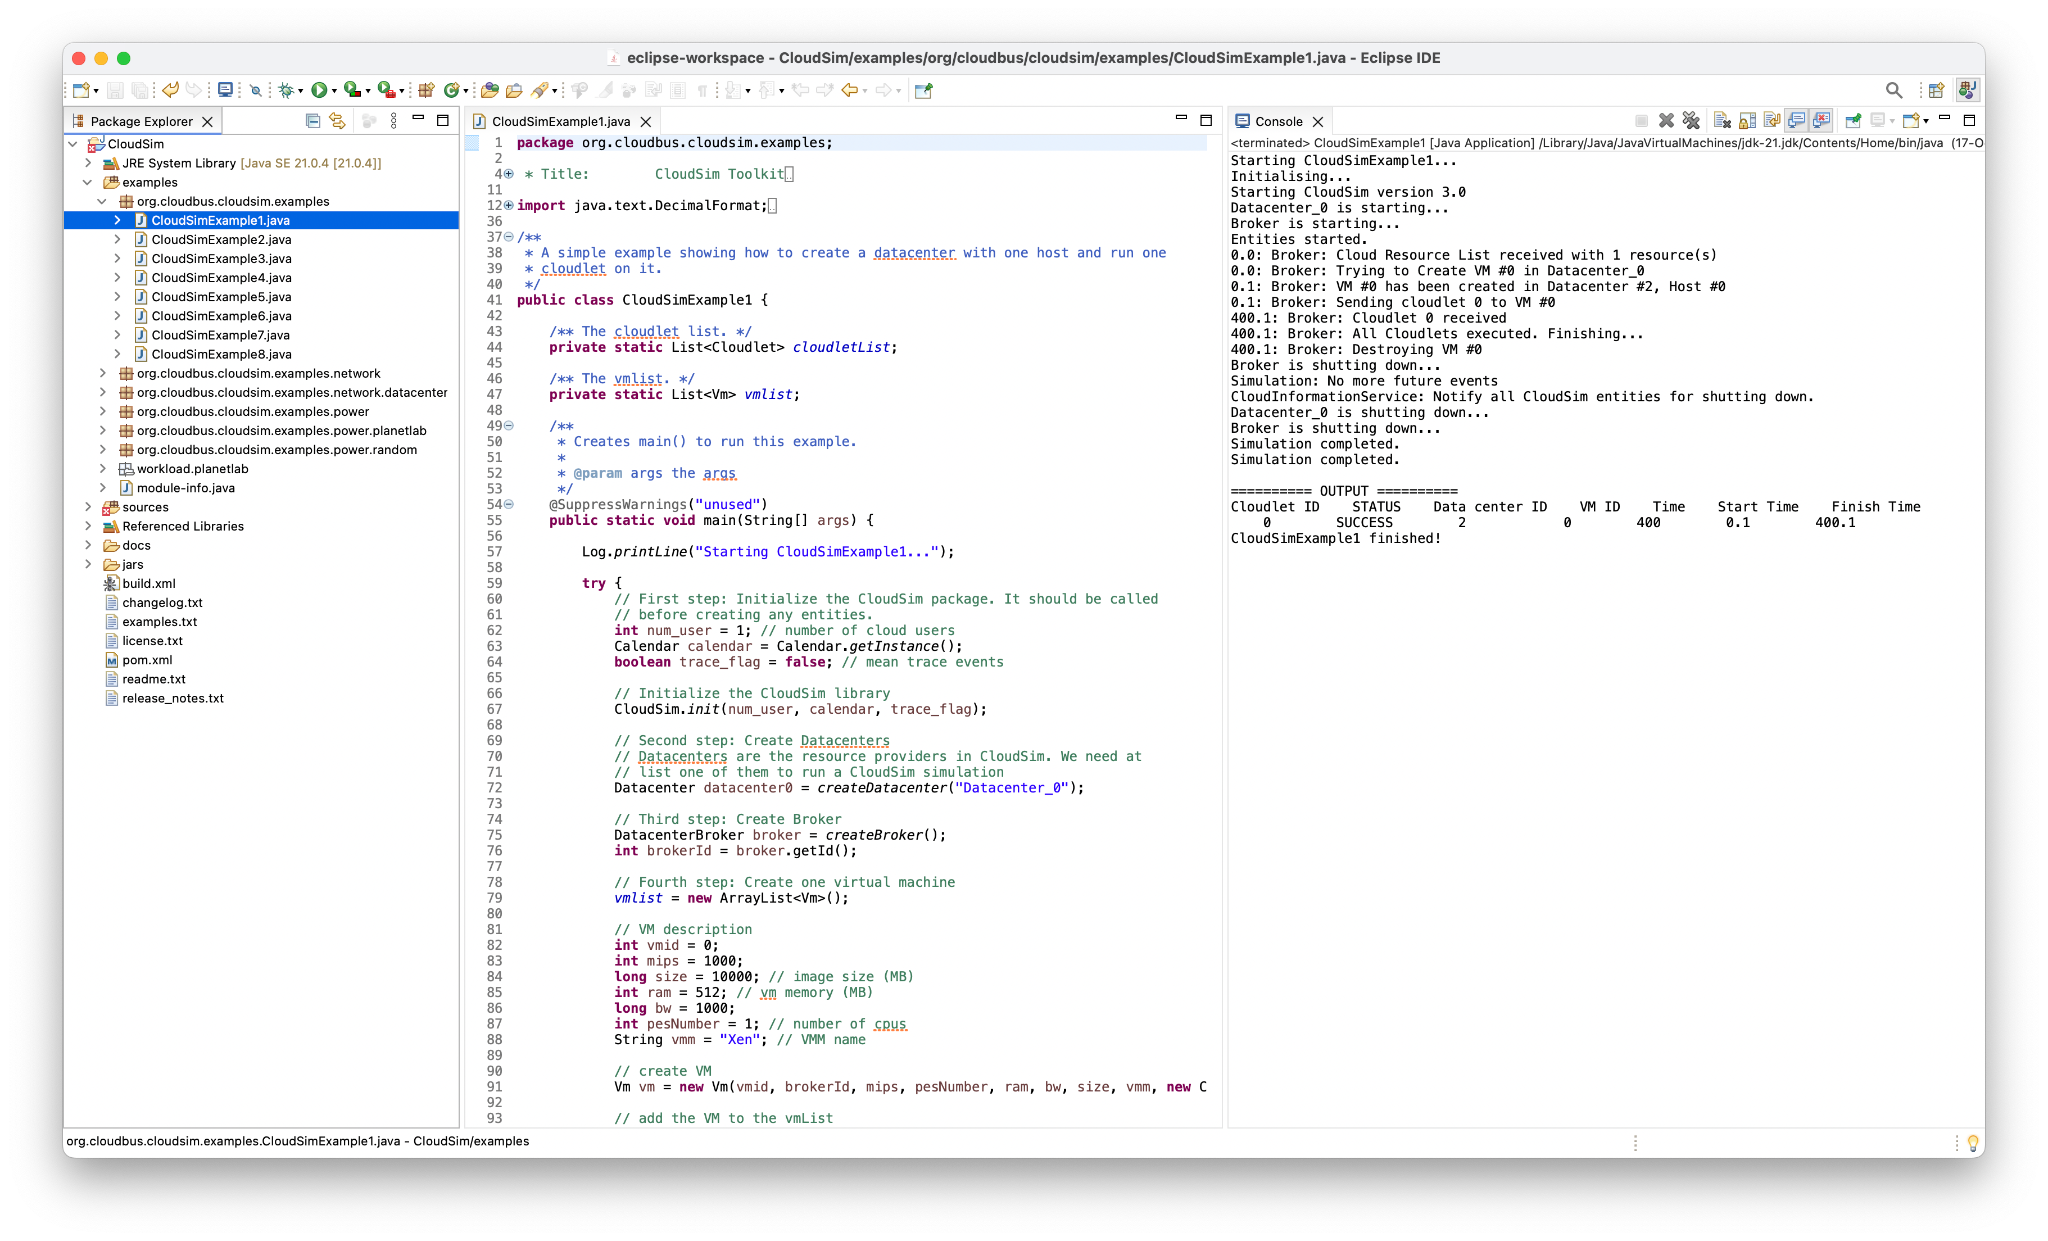 eclipse-workspace - CloudSim/examples/org/cloudbus/cloudsim/examples/CloudSimExample1.java - Eclipse IDE
Package Explorer
CloudSim
JRE System Library [Java SE 21.0.4 [21.0.4]]
examples
org.cloudbus.cloudsim.examples
CloudSimExample1.java
CloudSimExample2.java
CloudSimExample3.java
CloudSimExample4.java
CloudSimExample5.java
CloudSimExample6.java
CloudSimExample7.java
CloudSimExample8.java
org.cloudbus.cloudsim.examples.network
org.cloudbus.cloudsim.examples.network.datacenter
org.cloudbus.cloudsim.examples.power
org.cloudbus.cloudsim.examples.power.planetlab
org.cloudbus.cloudsim.examples.power.random
workload.planetlab
module-info.java
sources
Referenced Libraries
docs
jars
build.xml
changelog.txt
examples.txt
license.txt
pom.xml
readme.txt
release_notes.txt
CloudSimExample1.java
1 package org.cloudbus.cloudsim.examples;
2
4 * Title: CloudSim Toolkit
11
12 import java.text.DecimalFormat;
36
37 /**
38 * A simple example showing how to create a datacenter with one host and run one
39 * cloudlet on it.
40 */
41 public class CloudSimExample1 {
42
43 /** The cloudlet list. */
44 private static List<Cloudlet> cloudletList;
45
46 /** The vmlist. */
47 private static List<Vm> vmlist;
48
49 /**
50 * Creates main() to run this example.
51 *
52 * @param args the args
53 */
54 @SuppressWarnings("unused")
55 public static void main(String[] args) {
56
57 Log.printLine("Starting CloudSimExample1...");
58
59 try {
60 // First step: Initialize the CloudSim package. It should be called
61 // before creating any entities.
62 int num_user = 1; // number of cloud users
63 Calendar calendar = Calendar.getInstance();
64 boolean trace_flag = false; // mean trace events
65
66 // Initialize the CloudSim library
67 CloudSim.init(num_user, calendar, trace_flag);
68
69 // Second step: Create Datacenters
70 // Datacenters are the resource providers in CloudSim. We need at
71 // list one of them to run a CloudSim simulation
72 Datacenter datacenter0 = createDatacenter("Datacenter_0");
73
74 // Third step: Create Broker
75 DatacenterBroker broker = createBroker();
76 int brokerId = broker.getId();
77
78 // Fourth step: Create one virtual machine
79 vmlist = new ArrayList<Vm>();
80
81 // VM description
82 int vmid = 0;
83 int mips = 1000;
84 long size = 10000; // image size (MB)
85 int ram = 512; // vm memory (MB)
86 long bw = 1000;
87 int pesNumber = 1; // number of cpus
88 String vmm = "Xen"; // VMM name
89
90 // create VM
91 Vm vm = new Vm(vmid, brokerId, mips, pesNumber, ram, bw, size, vmm, new C
92
93 // add the VM to the vmList
Console
<terminated> CloudSimExample1 [Java Application] /Library/Java/JavaVirtualMachines/jdk-21.jdk/Contents/Home/bin/java (17-O
Starting CloudSimExample1...
Initialising...
Starting CloudSim version 3.0
Datacenter_0 is starting...
Broker is starting...
Entities started.
0.0: Broker: Cloud Resource List received with 1 resource(s)
0.0: Broker: Trying to Create VM #0 in Datacenter_0
0.1: Broker: VM #0 has been created in Datacenter #2, Host #0
0.1: Broker: Sending cloudlet 0 to VM #0
400.1: Broker: Cloudlet 0 received
400.1: Broker: All Cloudlets executed. Finishing...
400.1: Broker: Destroying VM #0
Broker is shutting down...
Simulation: No more future events
CloudInformationService: Notify all CloudSim entities for shutting down.
Datacenter_0 is shutting down...
Broker is shutting down...
Simulation completed.
Simulation completed.
========== OUTPUT ==========
Cloudlet ID STATUS Data center ID VM ID Time Start Time Finish Time
0 SUCCESS 2 0 400 0.1 400.1
CloudSimExample1 finished!
org.cloudbus.cloudsim.examples.CloudSimExample1.java - CloudSim/examples